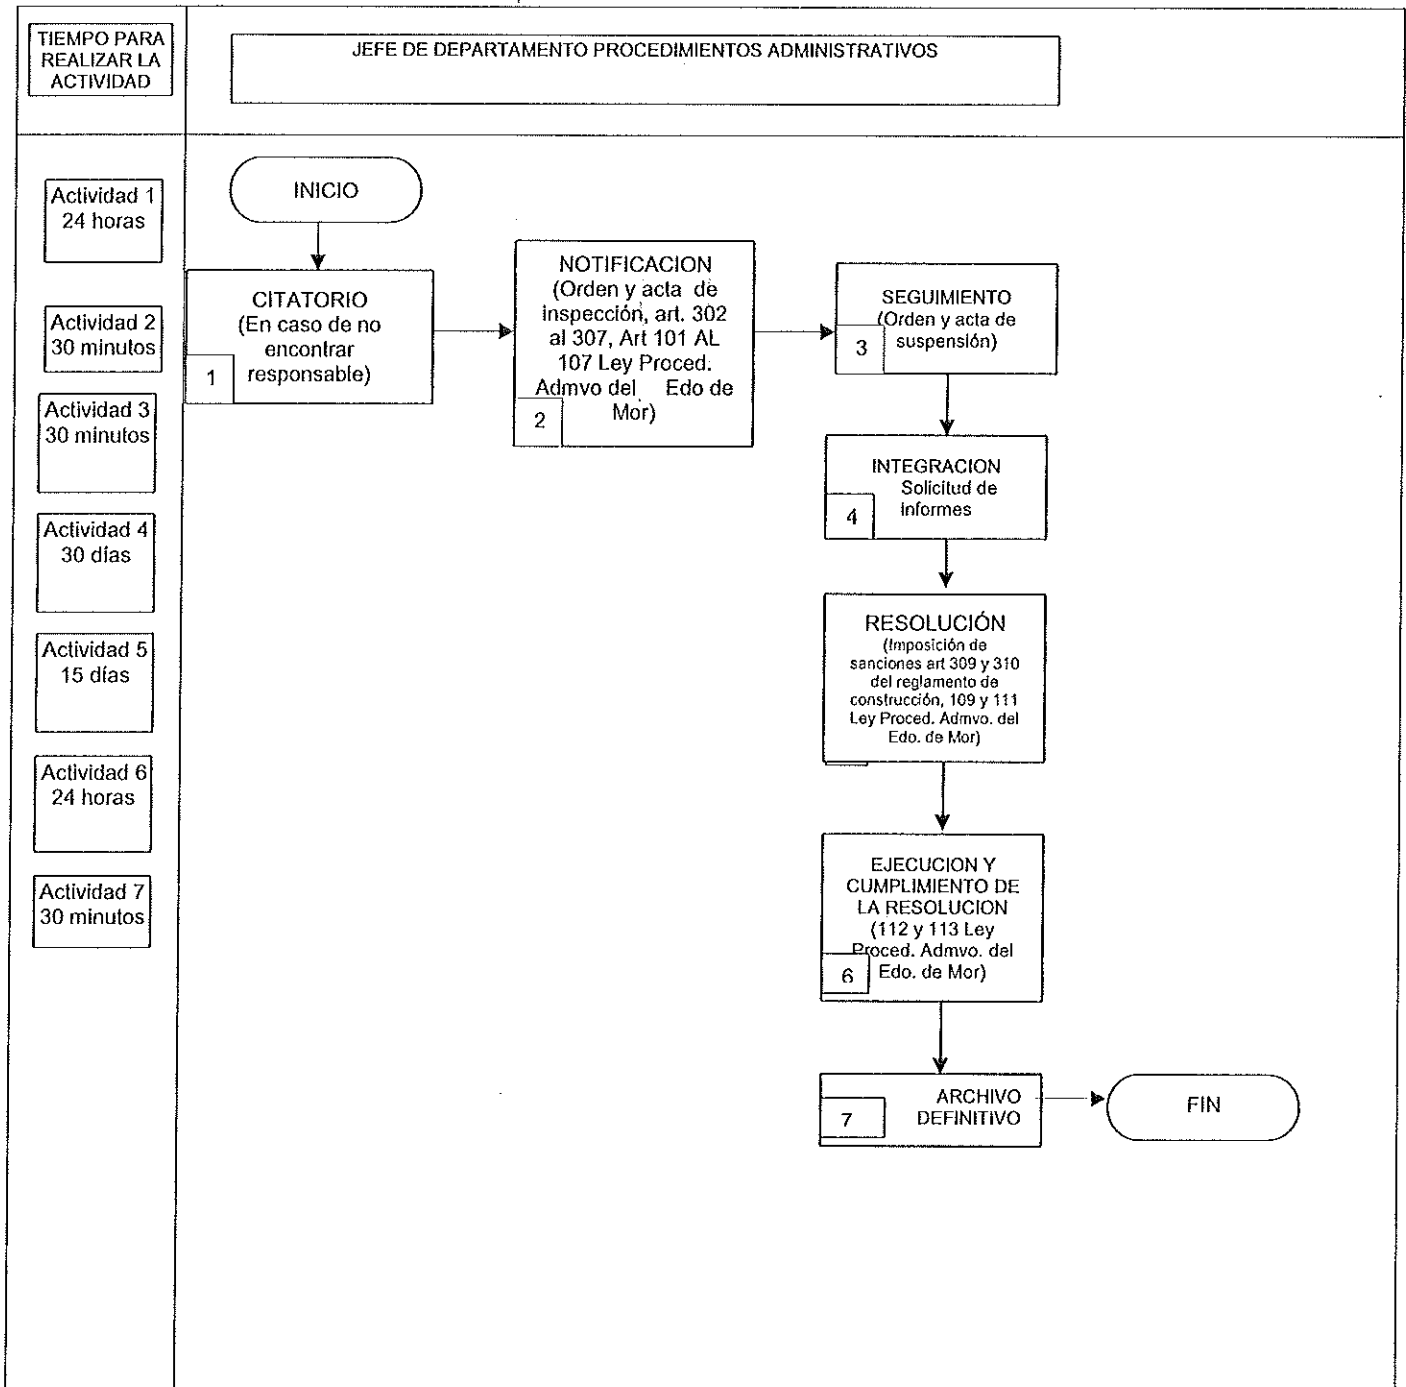 TIEMPO PARA
REALIZAR LA
ACTIVIDAD
JEFE DE DEPARTAMENTO PROCEDIMIENTOS ADMINISTRATIVOS
Actividad 1
24 horas
Actividad 2
30 minutos
Actividad 3
30 minutos
Actividad 4
30 días
Actividad 5
15 días
Actividad 6
24 horas
Actividad 7
30 minutos
INICIO
CITATORIO
(En caso de no
encontrar
responsable)
1
NOTIFICACION
(Orden y acta de
inspección, art. 302
al 307, Art 101 AL
107 Ley Proced.
Admvo del Edo de
Mor)
2
SEGUIMIENTO
(Orden y acta de
suspensión)
3
INTEGRACION
Solicitud de
informes
4
RESOLUCIÓN
(Imposición de
sanciones art 309 y 310
del reglamento de
construcción, 109 y 111
Ley Proced. Admvo. del
Edo. de Mor)
EJECUCION Y
CUMPLIMIENTO DE
LA RESOLUCION
(112 y 113 Ley
Proced. Admvo. del
Edo. de Mor)
6
ARCHIVO
DEFINITIVO
7
FIN